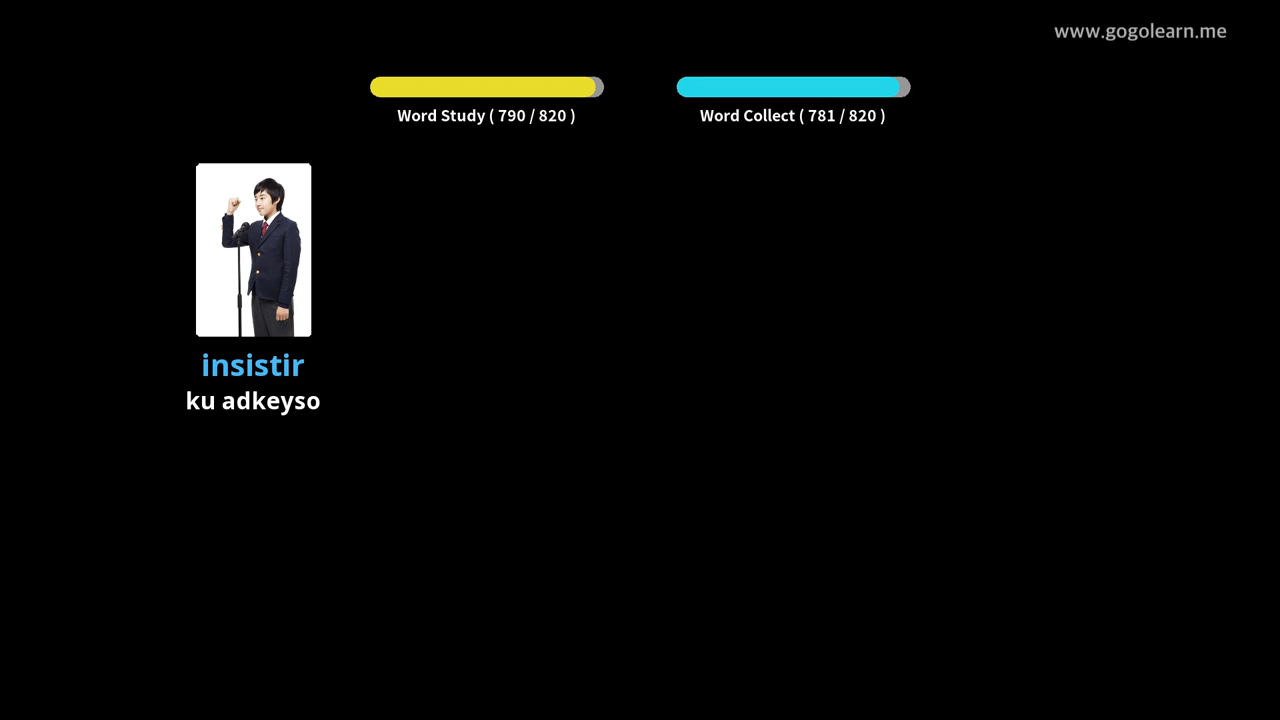 www.gogolearn.me
Word Study ( 790 / 820 )
Word Collect ( 781 / 820 )
insistir
ku adkeyso